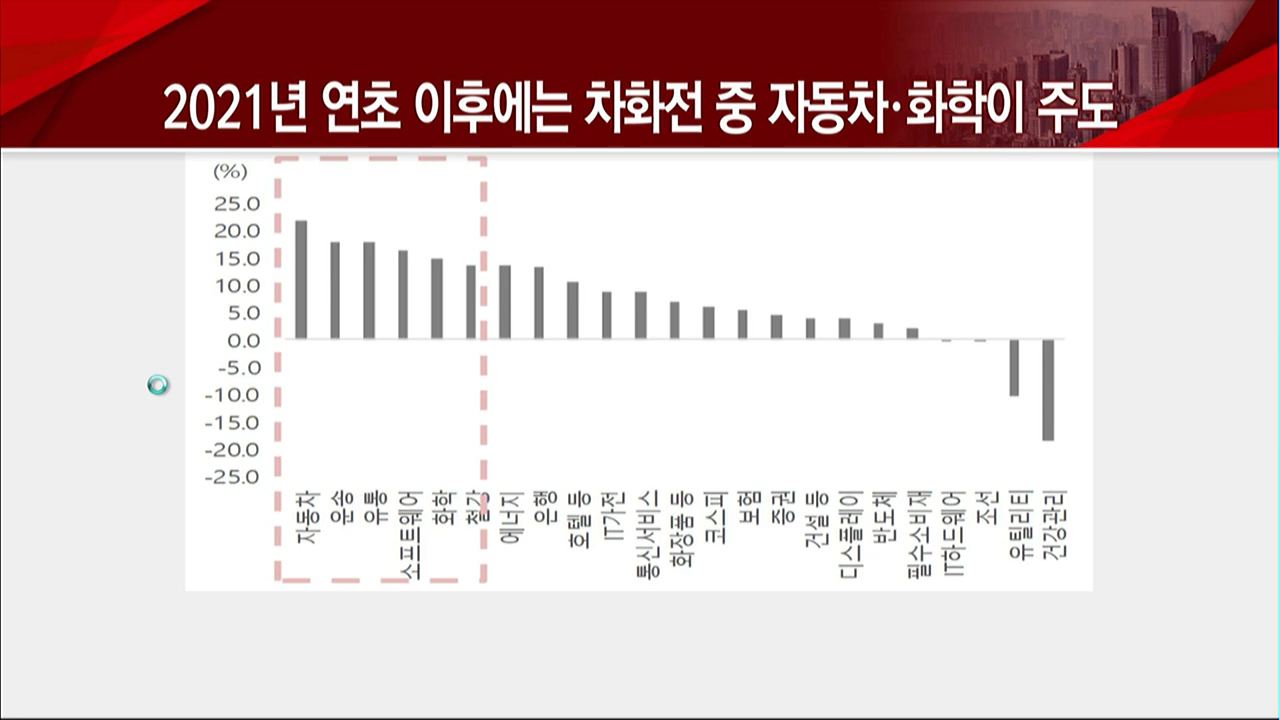 2021년 연초 이후에는 차화전 중 자동차·화학이 주도
(%)
25.0
20.0
15.0
10.0
5.0
0.0
-5.0
-10.0
-15.0
-20.0
-25.0
자동차
운송
유통
소프트웨어
화학
철강
에너지
은행
호텔 등
IT가전
통신서비스
화장품 등
코스피
보험
증권
건설 등
디스플레이
반도체
필수소비재
IT하드웨어
조선
유틸리티
건강관리